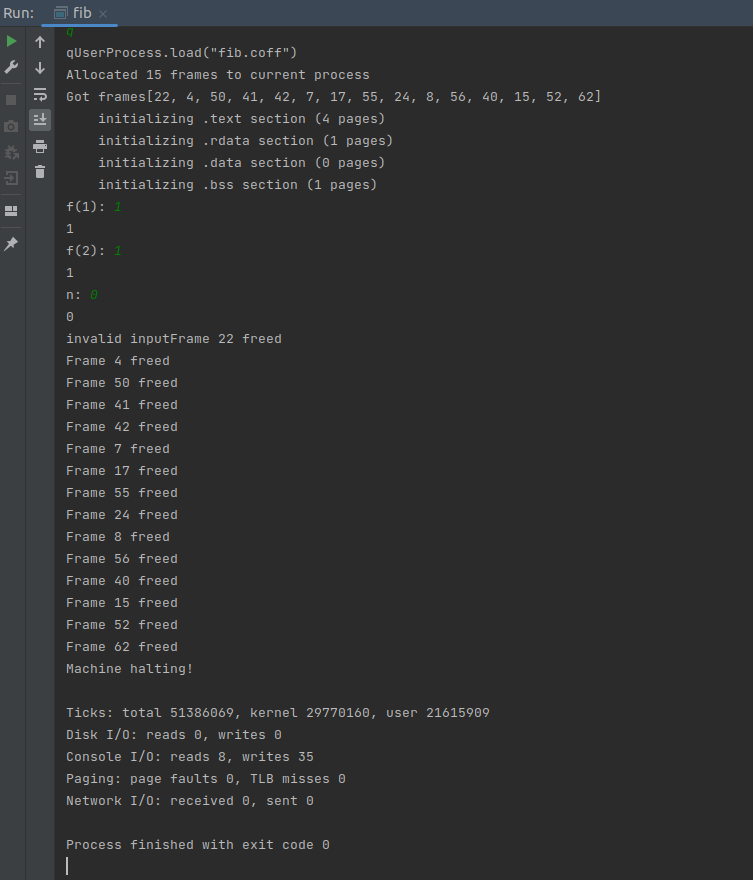 Run: fib
q
qUserProcess.load("fib.coff")
Allocated 15 frames to current process
Got frames[22, 4, 50, 41, 42, 7, 17, 55, 24, 8, 56, 40, 15, 52, 62]
initializing .text section (4 pages)
initializing .rdata section (1 pages)
initializing .data section (0 pages)
initializing .bss section (1 pages)
f(1): 1
1
f(2): 1
1
n: 0
0
invalid inputFrame 22 freed
Frame 4 freed
Frame 50 freed
Frame 41 freed
Frame 42 freed
Frame 7 freed
Frame 17 freed
Frame 55 freed
Frame 24 freed
Frame 8 freed
Frame 56 freed
Frame 40 freed
Frame 15 freed
Frame 52 freed
Frame 62 freed
Machine halting!
Ticks: total 51386069, kernel 29770160, user 21615909
Disk I/O: reads 0, writes 0
Console I/O: reads 8, writes 35
Paging: page faults 0, TLB misses 0
Network I/O: received 0, sent 0
Process finished with exit code 0